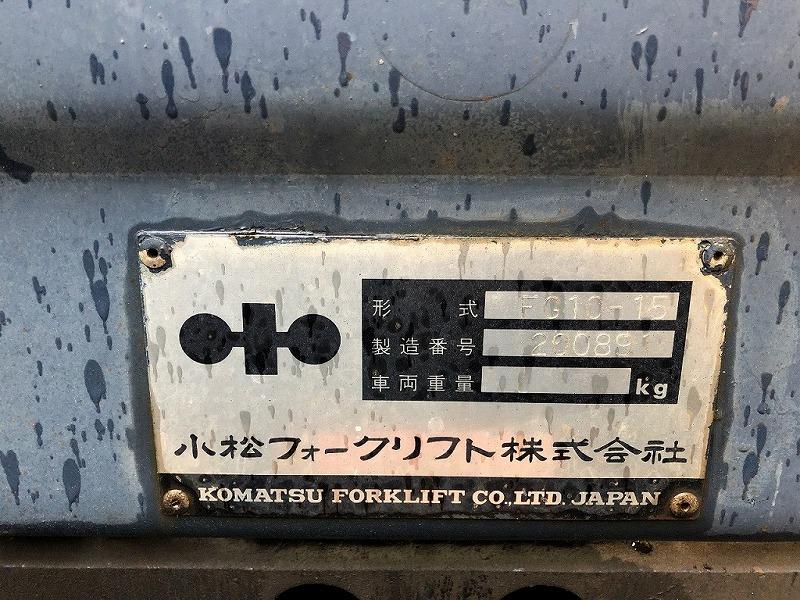 形式 FG10-15
製造番号 290891
車両重量 kg
小松フォークリフト株式会社
KOMATSU FORKLIFT CO.,LTD. JAPAN